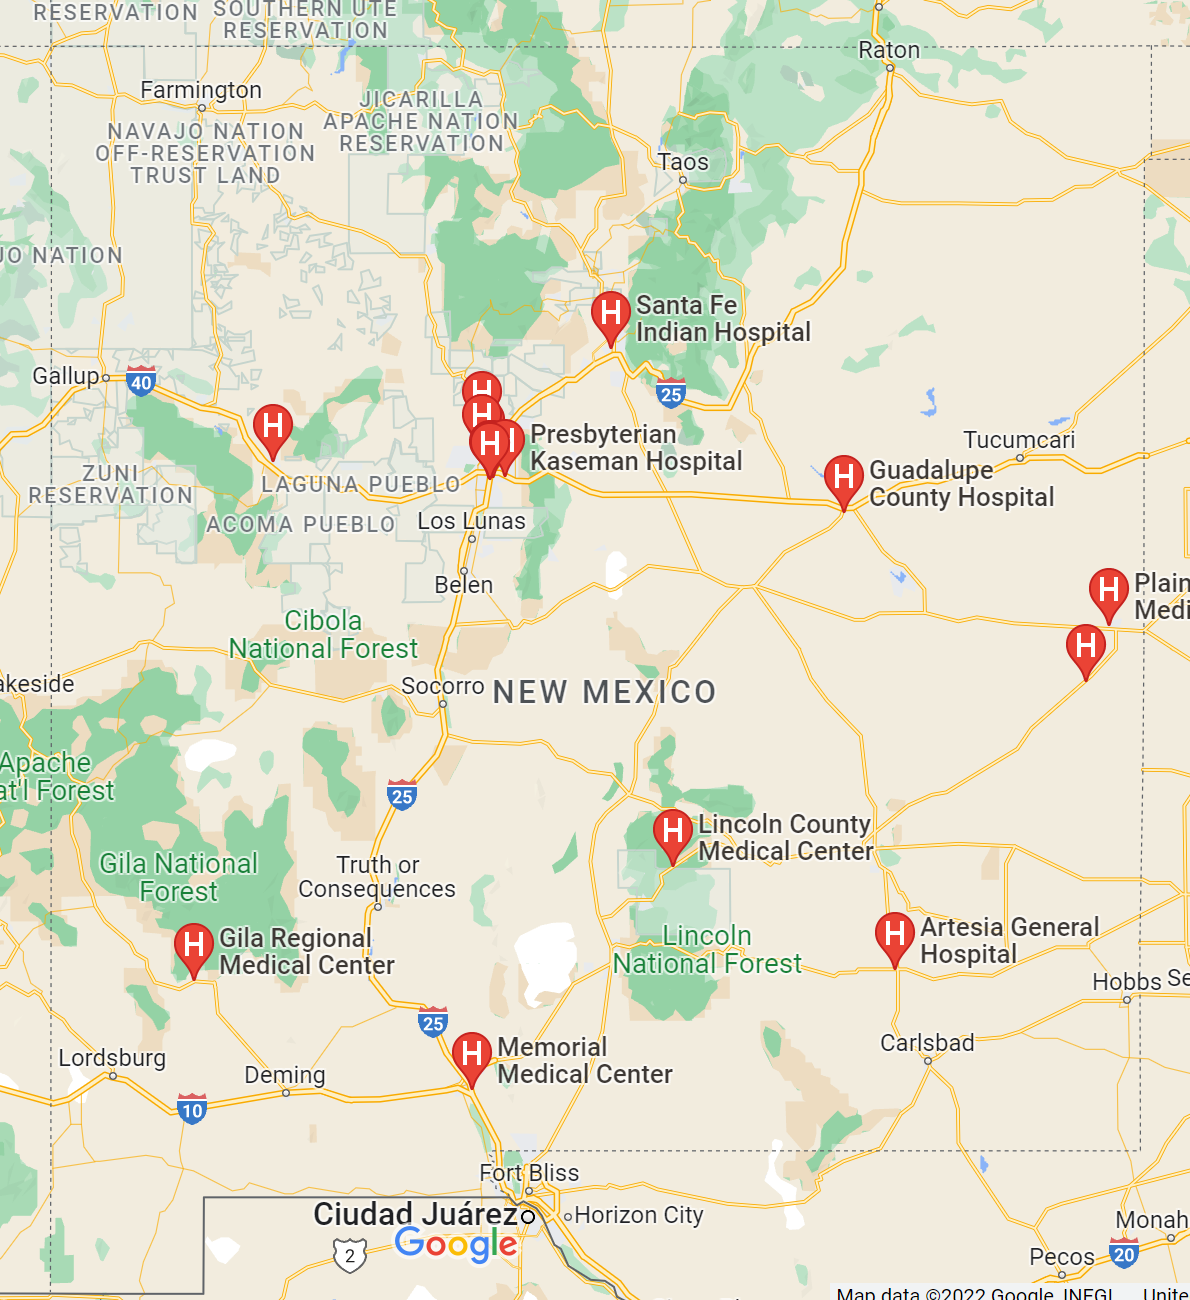 RESERVATION
SOUTHERN UTE
RESERVATION
Raton
Farmington
JICARILLA
APACHE NATION
RESERVATION
NAVAJO NATION
OFF-RESERVATION
TRUST LAND
Taos
JO NATION
H
Santa Fe
Indian Hospital
Gallup
40
25
H
H
H
H
Presbyterian
Kaseman Hospital
Tucumcari
ZUNI
RESERVATION
LAGUNA PUEBLO
H
Guadalupe
County Hospital
ACOMA PUEBLO
Los Lunas
Belen
H
Plain
Medi
Cibola
National Forest
H
akeside
Socorro
NEW MEXICO
Apache
at'l Forest
25
H
Lincoln County
Medical Center
Gila National
Forest
Truth or
Consequences
H
Gila Regional
Medical Center
Lincoln
National Forest
H
Artesia General
Hospital
Hobbs
Se
25
Lordsburg
Deming
H
Memorial
Medical Center
Carlsbad
10
Fort Bliss
Ciudad Juárez
Horizon City
Google
2
Monah
Pecos
20
Map data ©2022 Google, INEGI
Unite